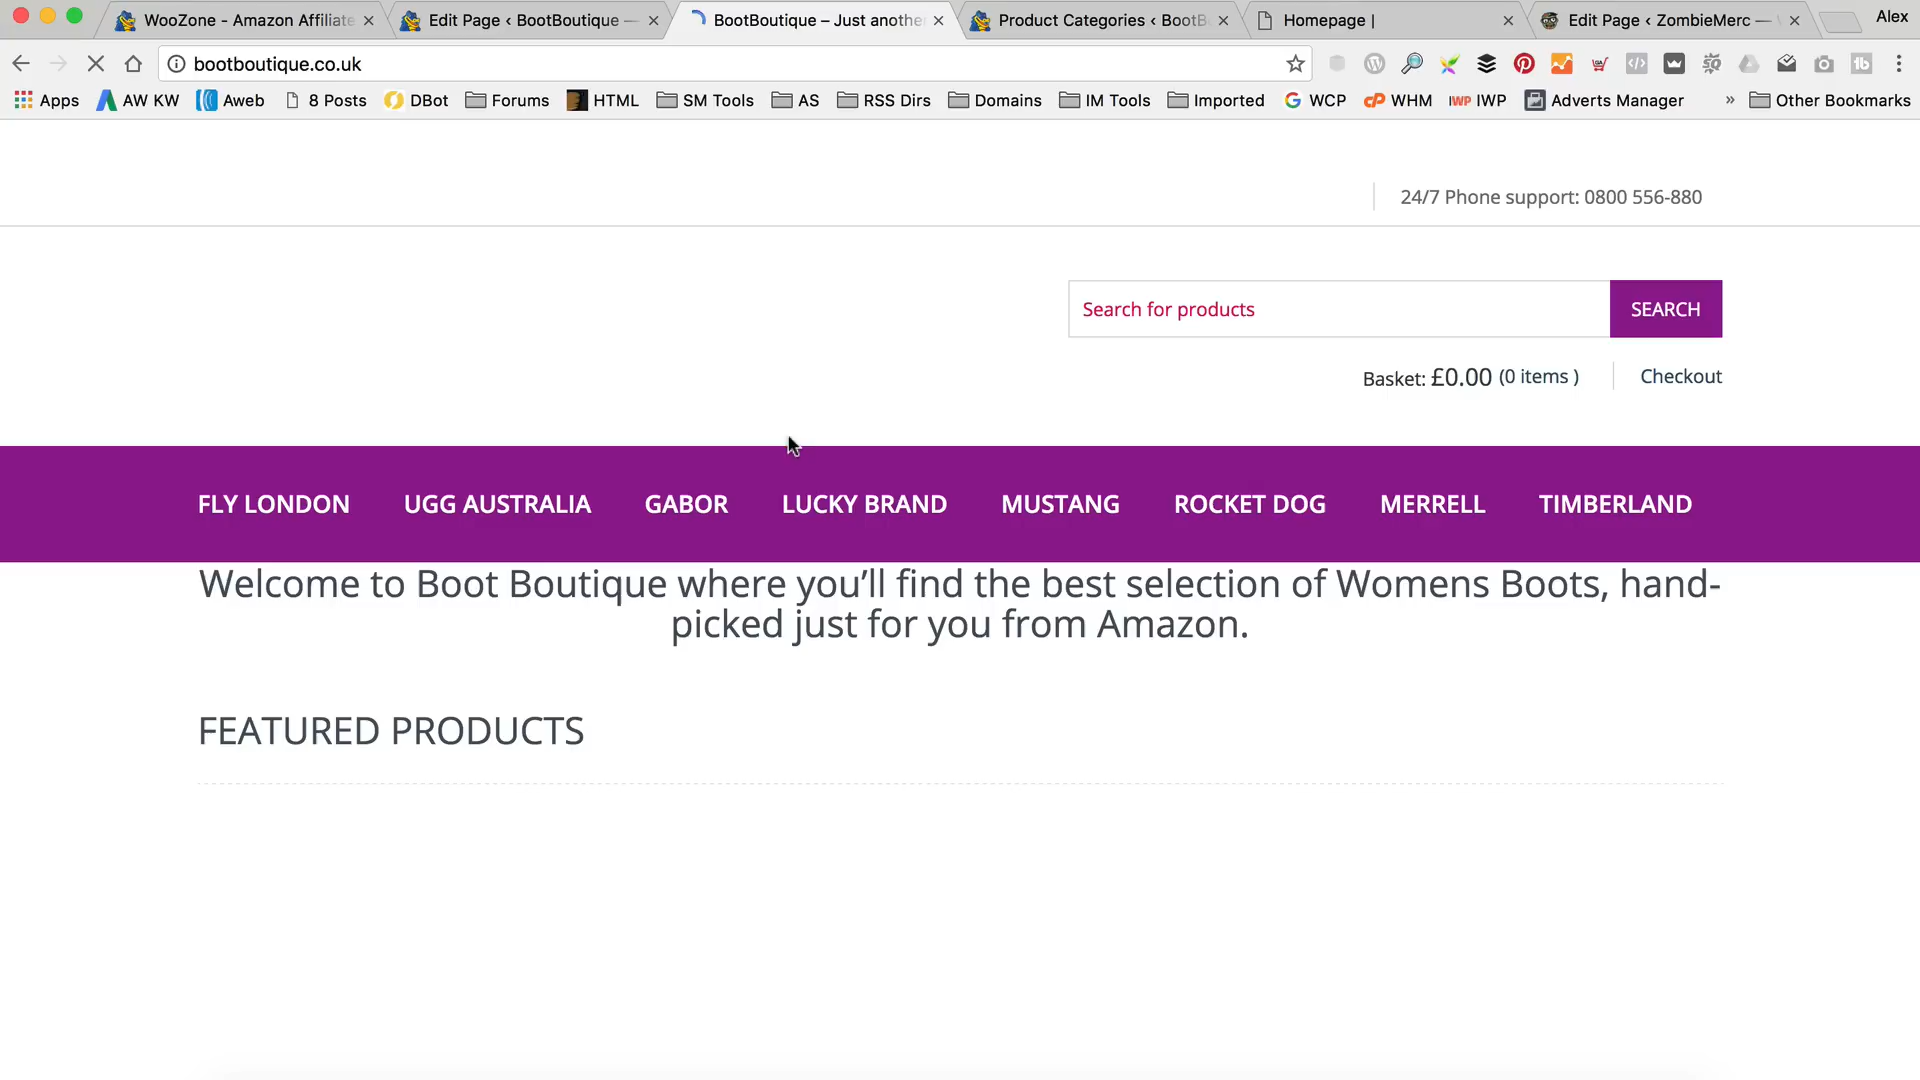 WooZone - Amazon Affiliate
Edit Page ‹ BootBoutique —
BootBoutique – Just anothe
Product Categories ‹ BootB
Homepage |
Edit Page ‹ ZombieMerc —
Alex
bootboutique.co.uk
Apps
AW KW
Aweb
8 Posts
DBot
Forums
HTML
SM Tools
AS
RSS Dirs
Domains
IM Tools
Imported
WCP
WHM
IWP IWP
Adverts Manager
»
Other Bookmarks
24/7 Phone support: 0800 556-880
Search for products
SEARCH
Basket: £0.00 (0 items )
Checkout
FLY LONDON
UGG AUSTRALIA
GABOR
LUCKY BRAND
MUSTANG
ROCKET DOG
MERRELL
TIMBERLAND
Welcome to Boot Boutique where you’ll find the best selection of Womens Boots, hand-
picked just for you from Amazon.
FEATURED PRODUCTS